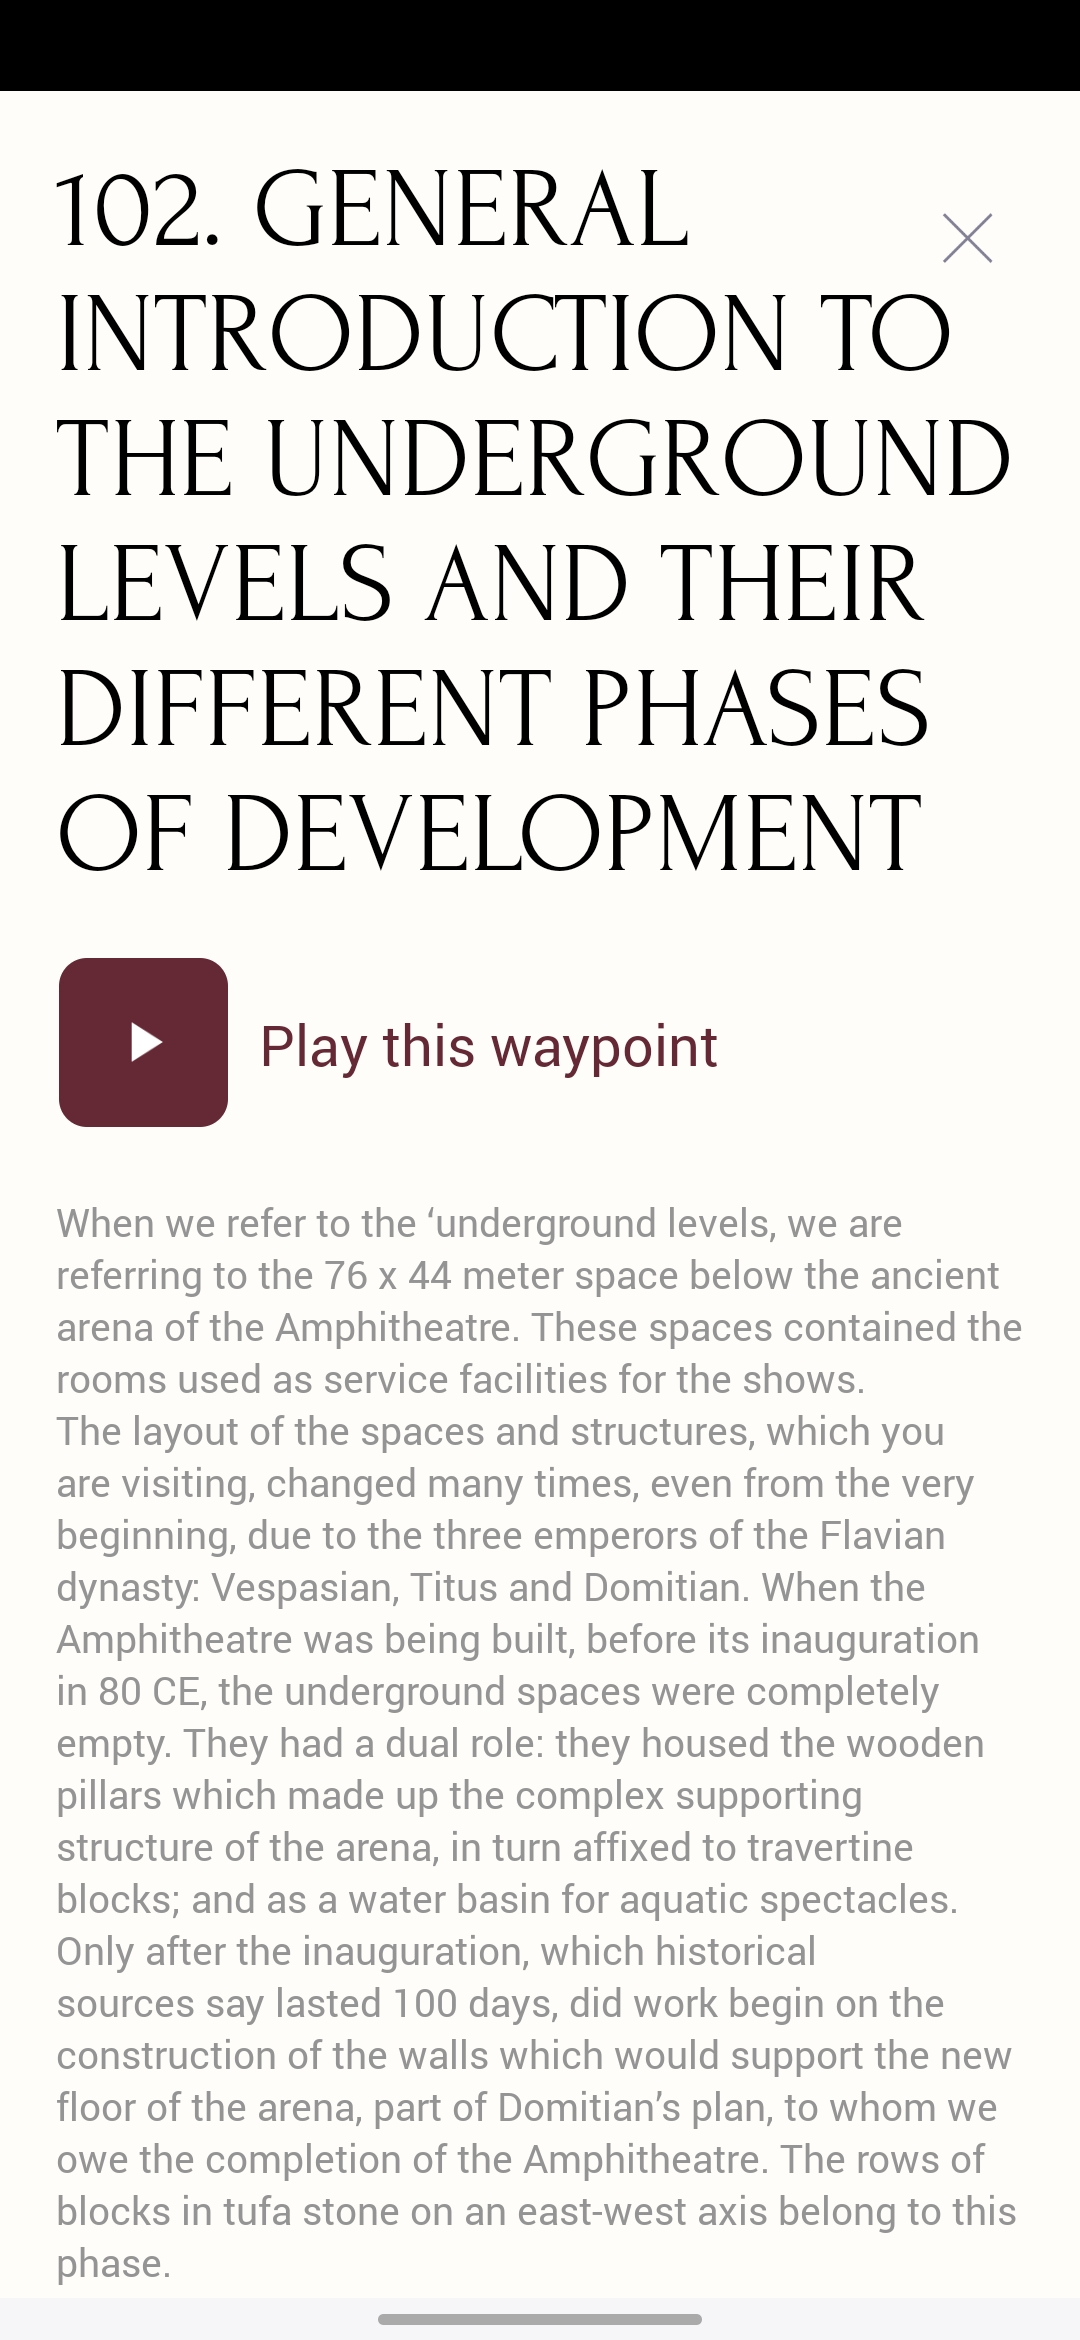 102. GENERAL
INTRODUCTION TO
THE UNDERGROUND
LEVELS AND THEIR
DIFFERENT PHASES
OF DEVELOPMENT
Play this waypoint
When we refer to the ‘underground levels, we are
referring to the 76 x 44 meter space below the ancient
arena of the Amphitheatre. These spaces contained the
rooms used as service facilities for the shows.
The layout of the spaces and structures, which you
are visiting, changed many times, even from the very
beginning, due to the three emperors of the Flavian
dynasty: Vespasian, Titus and Domitian. When the
Amphitheatre was being built, before its inauguration
in 80 CE, the underground spaces were completely
empty. They had a dual role: they housed the wooden
pillars which made up the complex supporting
structure of the arena, in turn affixed to travertine
blocks; and as a water basin for aquatic spectacles.
Only after the inauguration, which historical
sources say lasted 100 days, did work begin on the
construction of the walls which would support the new
floor of the arena, part of Domitian’s plan, to whom we
owe the completion of the Amphitheatre. The rows of
blocks in tufa stone on an east-west axis belong to this
phase.